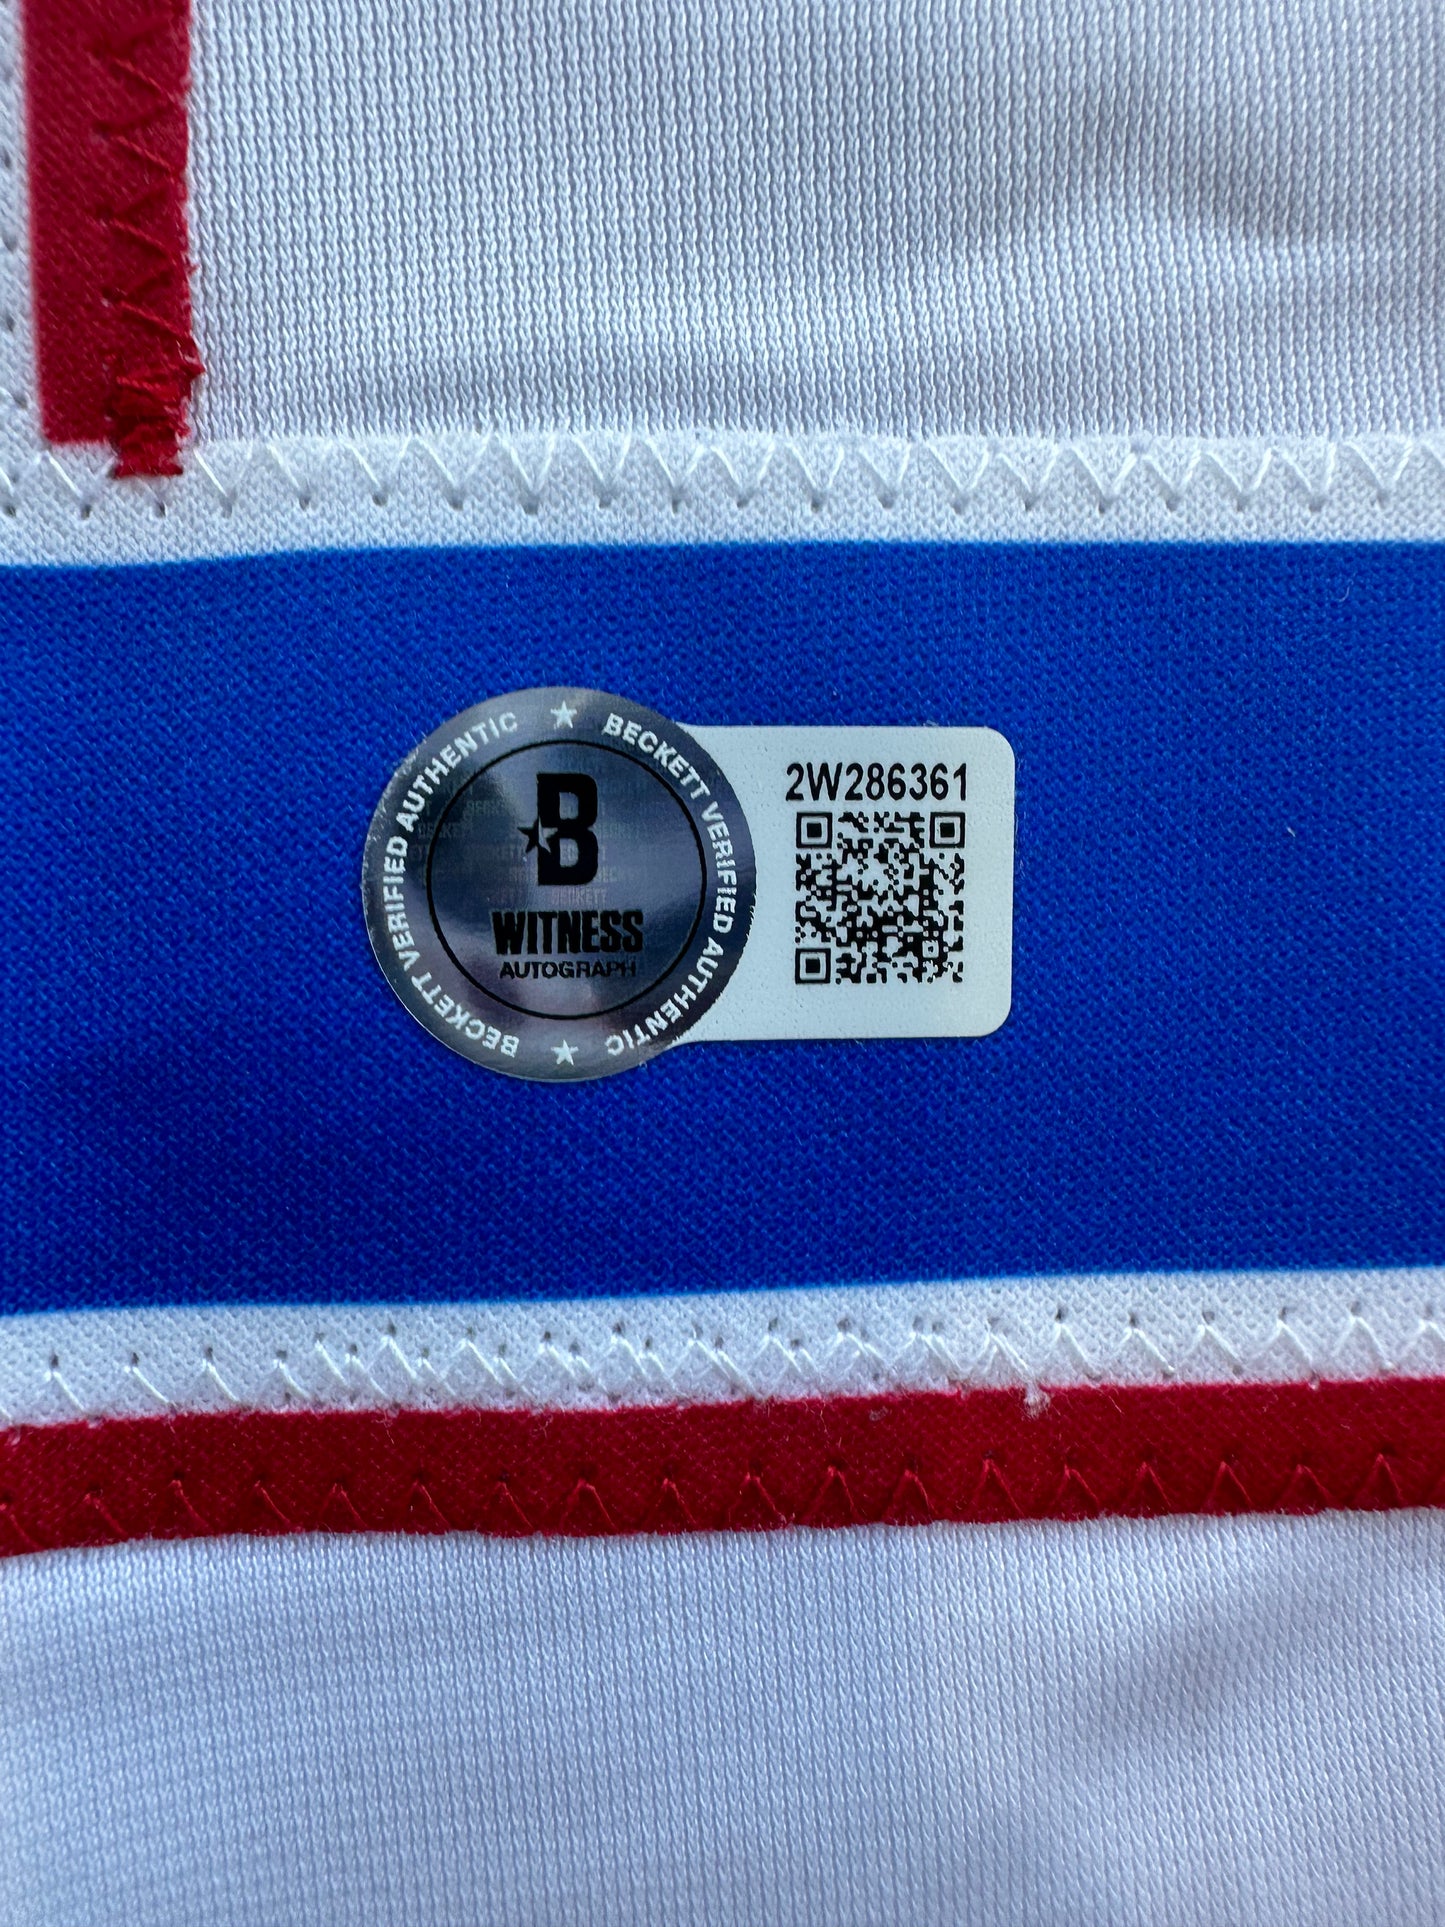 BECKETT VERIFIED AUTHENTIC ★ BECKETT VERIFIED AUTHENTIC ★
B
WITNESS
AUTOGRAPH
2W286361